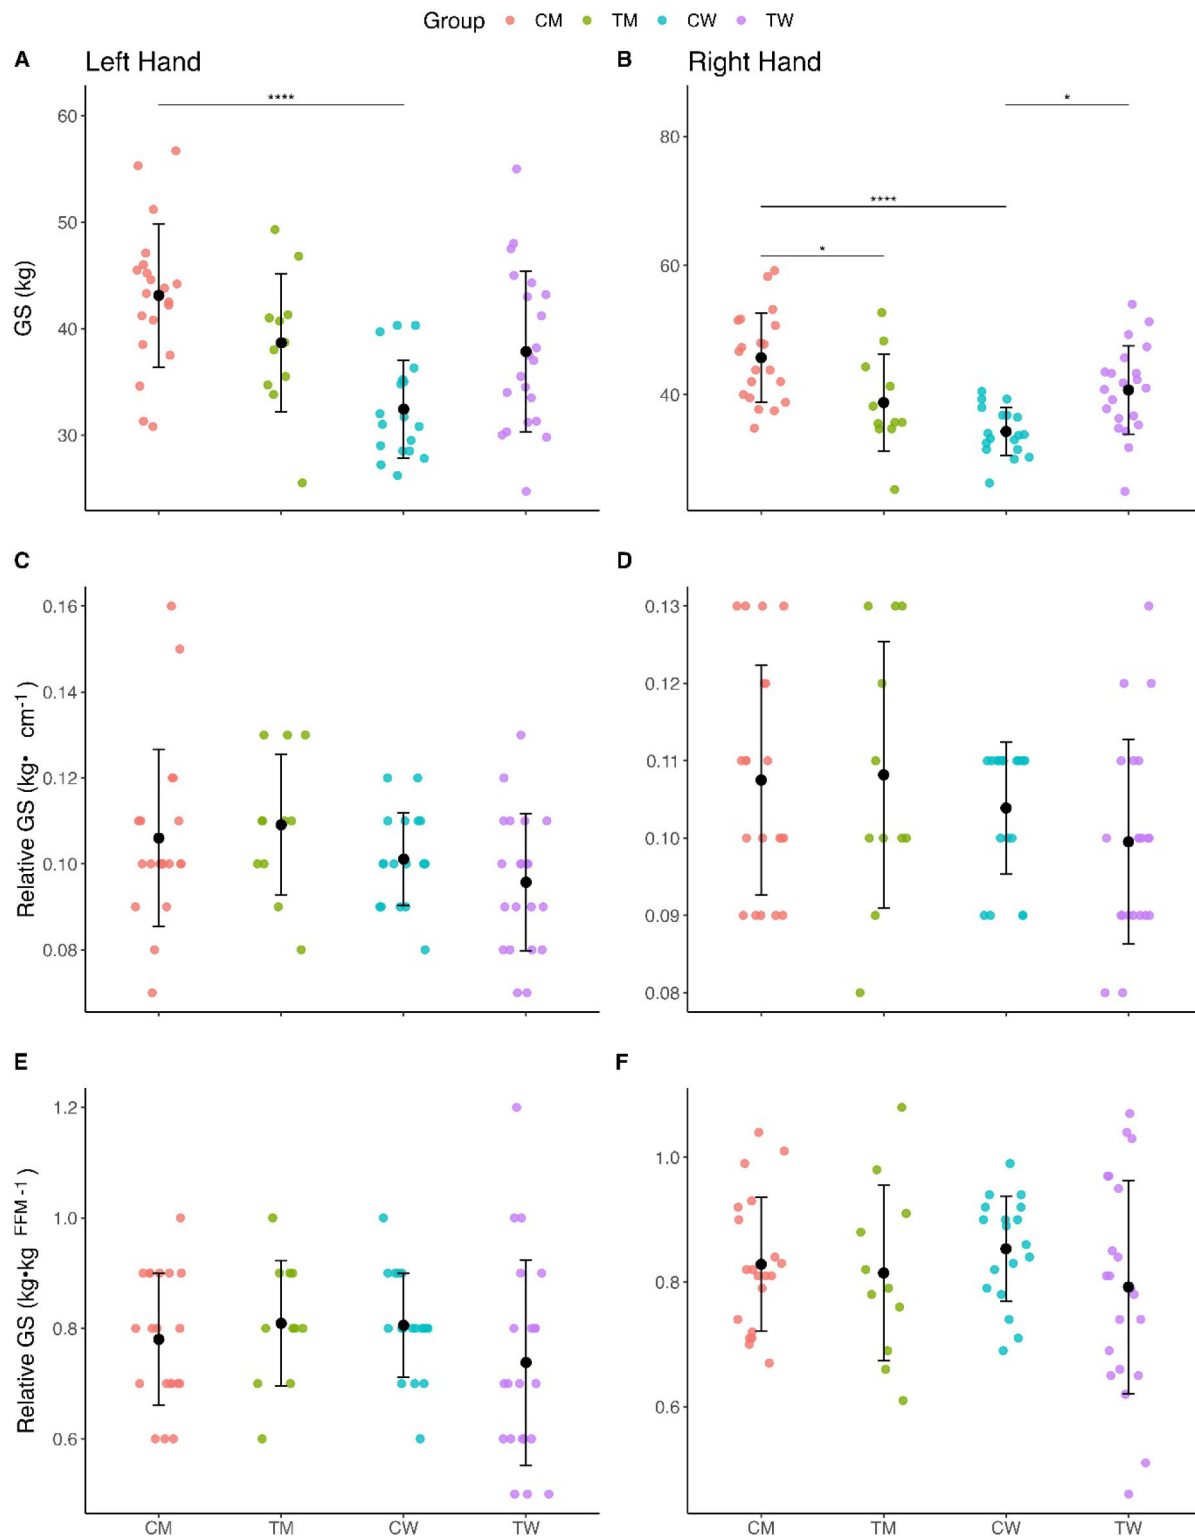 Group CM TM CW TW
A Left Hand
B Right Hand
****
*
****
*
GS (kg)
60
50
40
30
80
60
40
C
D
Relative GS (kg• cm-1)
0.16
0.14
0.12
0.10
0.08
0.13
0.12
0.11
0.10
0.09
0.08
E
F
Relative GS (kg•kg FFM-1)
1.2
1.0
0.8
0.6
1.0
0.8
0.6
CM TM CW TW
CM TM CW TW